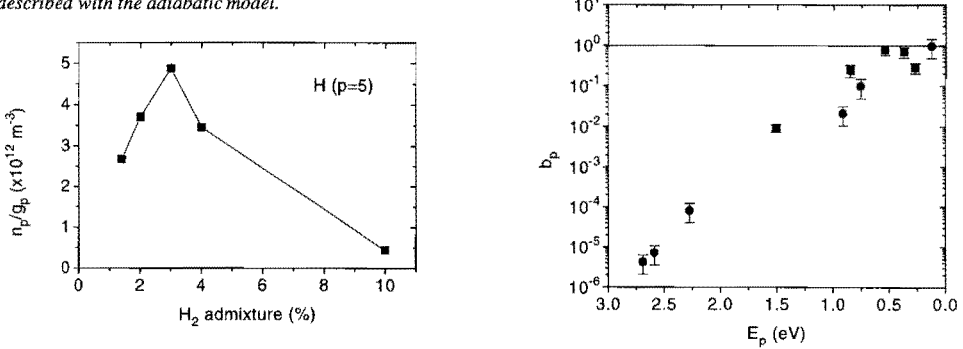 described with the adiabatic model.
5
4
3
2
1
0
0 2 4 6 8 10
H (p=5)
n_p/g_p (x10^12 m^-3)
H_2 admixture (%)
10^1
10^0
10^-1
10^-2
10^-3
10^-4
10^-5
10^-6
3.0 2.5 2.0 1.5 1.0 0.5 0.0
b_p
E_p (eV)